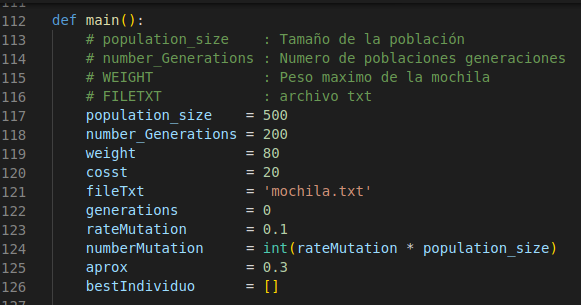 111
112 def main():
113 # population_size : Tamaño de la población
114 # number_Generations : Numero de poblaciones generaciones
115 # WEIGHT : Peso maximo de la mochila
116 # FILETXT : archivo txt
117 population_size = 500
118 number_Generations = 200
119 weight = 80
120 cosst = 20
121 fileTxt = 'mochila.txt'
122 generations = 0
123 rateMutation = 0.1
124 numberMutation = int(rateMutation * population_size)
125 aprox = 0.3
126 bestIndividuo = []
127